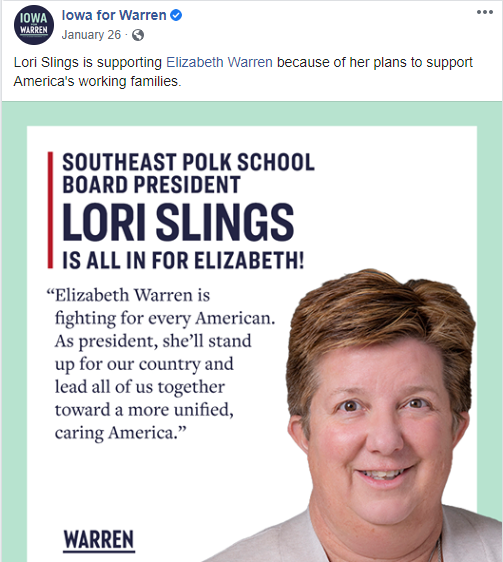 IOWA
FOR
WARREN
Iowa for Warren
January 26 ·
Lori Slings is supporting Elizabeth Warren because of her plans to support
America's working families.
SOUTHEAST POLK SCHOOL
BOARD PRESIDENT
LORI SLINGS
IS ALL IN FOR ELIZABETH!
“Elizabeth Warren is
fighting for every American.
As president, she’ll stand
up for our country and
lead all of us together
toward a more unified,
caring America.”
WARREN